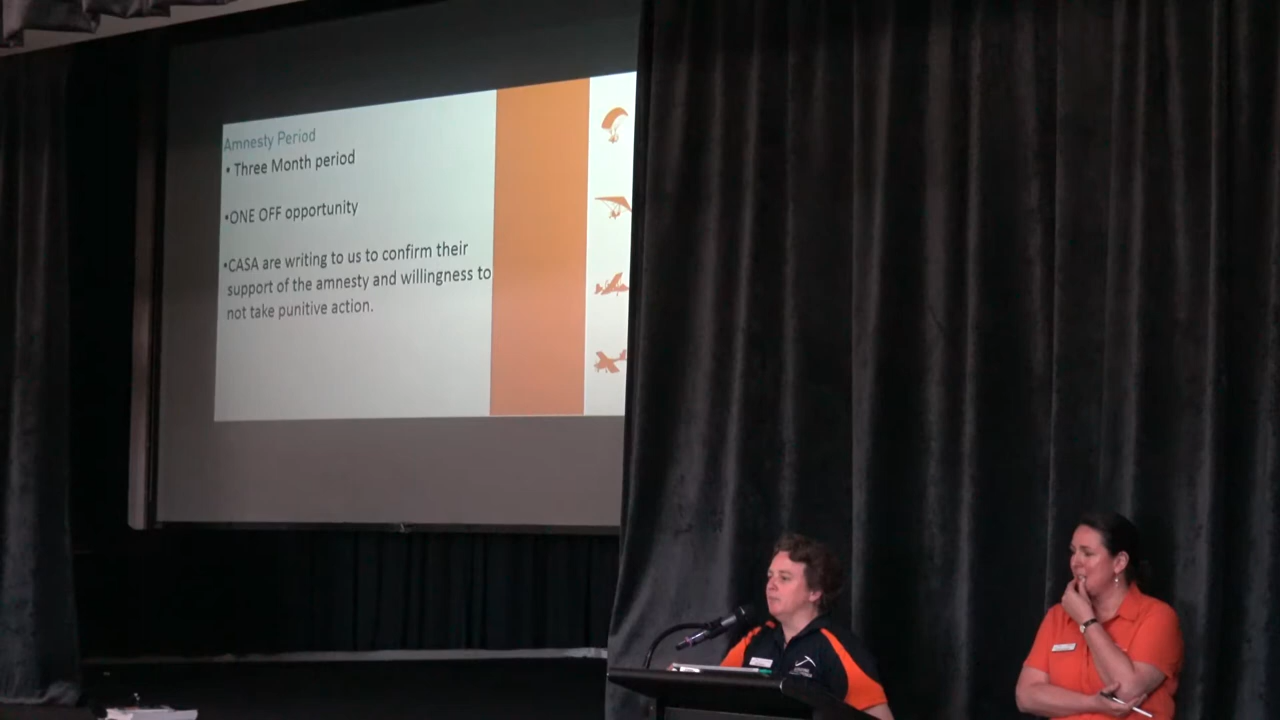 Amnesty Period
• Three Month period
•ONE OFF opportunity
•CASA are writing to us to confirm their
support of the amnesty and willingness to
not take punitive action.